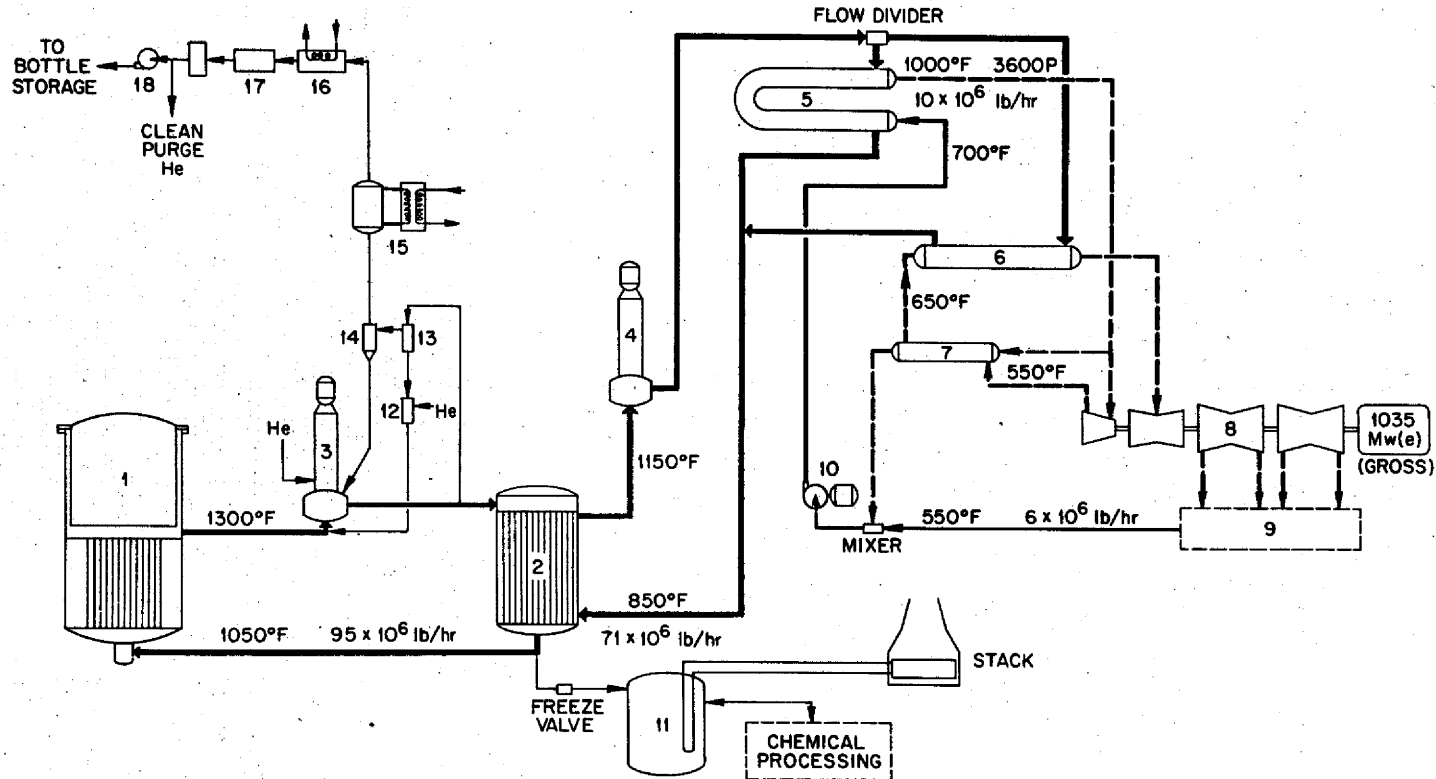 FLOW DIVIDER
TO
BOTTLE
STORAGE
18
17
16
CLEAN
PURGE
He
1000°F 3600P
5
10 x 10⁶ lb/hr
700°F
15
6
650°F
4
14
13
7
550°F
12
He
He
3
1150°F
8
1035
Mw(e)
(GROSS)
1
10
1300°F
MIXER
550°F
6 x 10⁶ lb/hr
9
2
850°F
1050°F
95 x 10⁶ lb/hr
71 x 10⁶ lb/hr
STACK
FREEZE
VALVE
11
CHEMICAL
PROCESSING